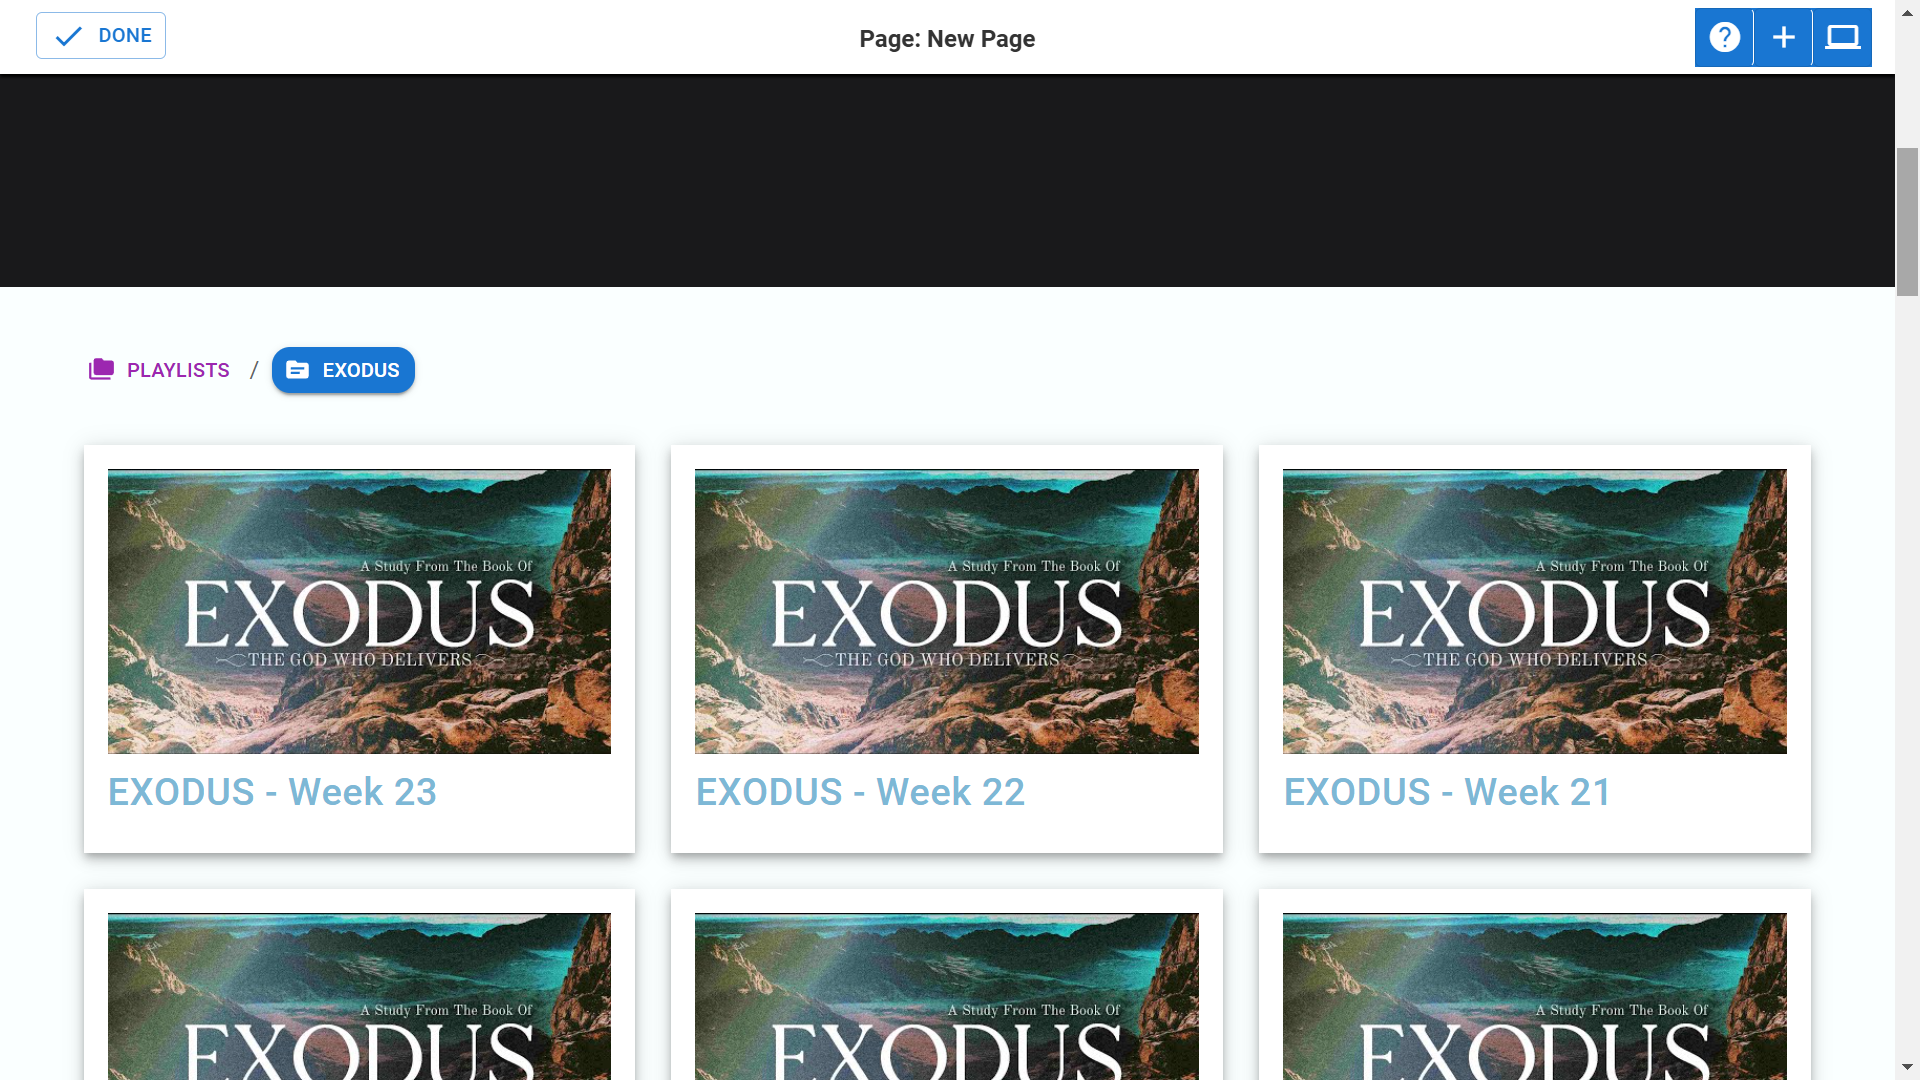 DONE
Page: New Page
PLAYLISTS / EXODUS
A Study From The Book Of
EXODUS
THE GOD WHO DELIVERS
EXODUS - Week 23
A Study From The Book Of
EXODUS
THE GOD WHO DELIVERS
EXODUS - Week 22
A Study From The Book Of
EXODUS
THE GOD WHO DELIVERS
EXODUS - Week 21
A Study From The Book Of
EXODUS
A Study From The Book Of
EXODUS
A Study From The Book Of
EXODUS